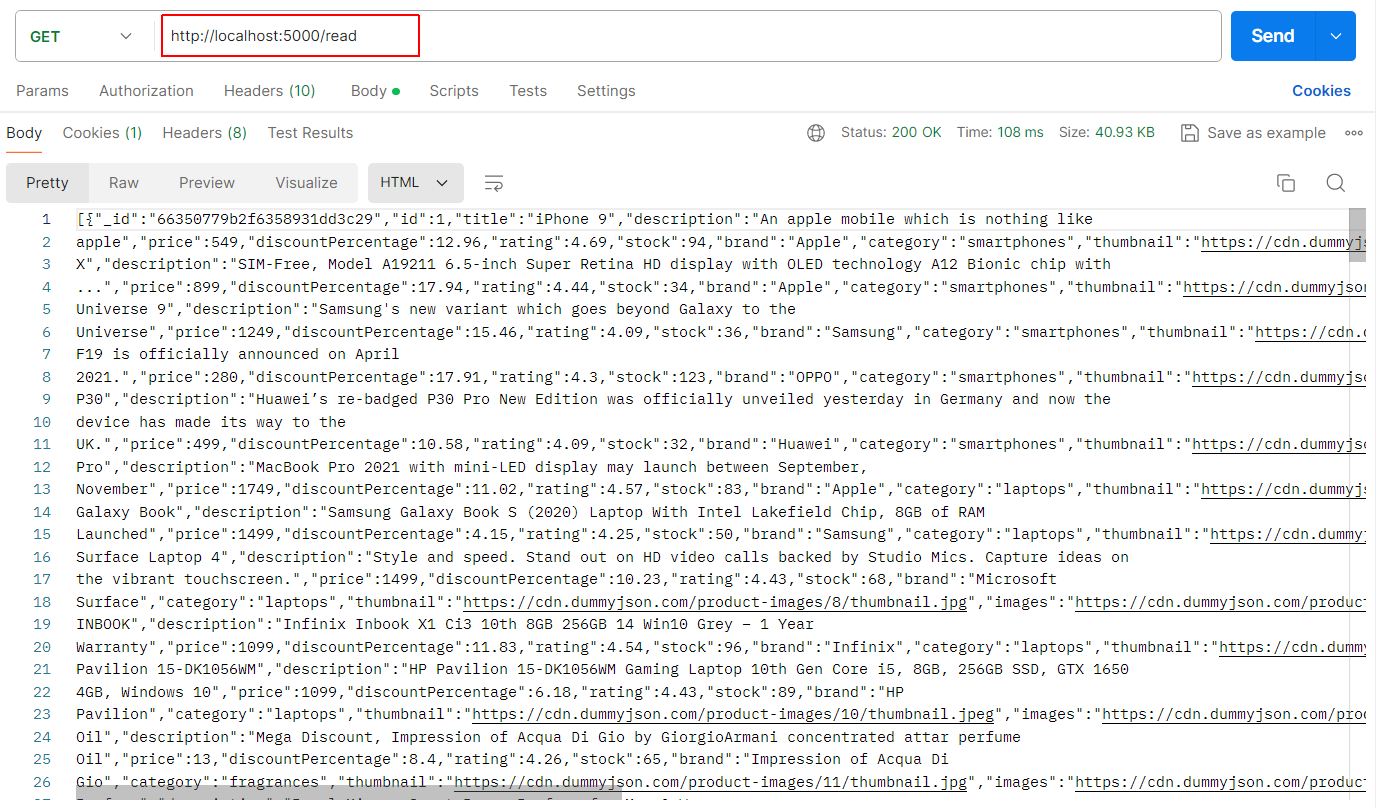 GET http://localhost:5000/read Send
Params Authorization Headers (10) Body Scripts Tests Settings Cookies
Body Cookies (1) Headers (8) Test Results Status: 200 OK Time: 108 ms Size: 40.93 KB Save as example
Pretty Raw Preview Visualize HTML
1 [{"_id":"66350779b2f6358931dd3c29","id":1,"title":"iPhone 9","description":"An apple mobile which is nothing like
2 apple","price":549,"discountPercentage":12.96,"rating":4.69,"stock":94,"brand":"Apple","category":"smartphones","thumbnail":"https://cdn.dummyjs
3 X","description":"SIM-Free, Model A19211 6.5-inch Super Retina HD display with OLED technology A12 Bionic chip with
4 ...","price":899,"discountPercentage":17.94,"rating":4.44,"stock":34,"brand":"Apple","category":"smartphones","thumbnail":"https://cdn.dummyjson
5 Universe 9","description":"Samsung's new variant which goes beyond Galaxy to the
6 Universe","price":1249,"discountPercentage":15.46,"rating":4.09,"stock":36,"brand":"Samsung","category":"smartphones","thumbnail":"https://cdn.
7 F19 is officially announced on April
8 2021.","price":280,"discountPercentage":17.91,"rating":4.3,"stock":123,"brand":"OPPO","category":"smartphones","thumbnail":"https://cdn.dummyjso
9 P30","description":"Huawei’s re-badged P30 Pro New Edition was officially unveiled yesterday in Germany and now the
10 device has made its way to the
11 UK.","price":499,"discountPercentage":10.58,"rating":4.09,"stock":32,"brand":"Huawei","category":"smartphones","thumbnail":"https://cdn.dummyjso
12 Pro","description":"MacBook Pro 2021 with mini-LED display may launch between September,
13 November","price":1749,"discountPercentage":11.02,"rating":4.57,"stock":83,"brand":"Apple","category":"laptops","thumbnail":"https://cdn.dummyjs
14 Galaxy Book","description":"Samsung Galaxy Book S (2020) Laptop With Intel Lakefield Chip, 8GB of RAM
15 Launched","price":1499,"discountPercentage":4.15,"rating":4.25,"stock":50,"brand":"Samsung","category":"laptops","thumbnail":"https://cdn.dummy
16 Surface Laptop 4","description":"Style and speed. Stand out on HD video calls backed by Studio Mics. Capture ideas on
17 the vibrant touchscreen.","price":1499,"discountPercentage":10.23,"rating":4.43,"stock":68,"brand":"Microsoft
18 Surface","category":"laptops","thumbnail":"https://cdn.dummyjson.com/product-images/8/thumbnail.jpg","images":"https://cdn.dummyjson.com/product
19 INBOOK","description":"Infinix Inbook X1 Ci3 10th 8GB 256GB 14 Win10 Grey – 1 Year
20 Warranty","price":1099,"discountPercentage":11.83,"rating":4.54,"stock":96,"brand":"Infinix","category":"laptops","thumbnail":"https://cdn.dummy
21 Pavilion 15-DK1056WM","description":"HP Pavilion 15-DK1056WM Gaming Laptop 10th Gen Core i5, 8GB, 256GB SSD, GTX 1650
22 4GB, Windows 10","price":1099,"discountPercentage":6.18,"rating":4.43,"stock":89,"brand":"HP
23 Pavilion","category":"laptops","thumbnail":"https://cdn.dummyjson.com/product-images/10/thumbnail.jpeg","images":"https://cdn.dummyjson.com/pro
24 Oil","description":"Mega Discount, Impression of Acqua Di Gio by GiorgioArmani concentrated attar perfume
25 Oil","price":13,"discountPercentage":8.4,"rating":4.26,"stock":65,"brand":"Impression of Acqua Di
26 Gio","category":"fragrances","thumbnail":"https://cdn.dummyjson.com/product-images/11/thumbnail.jpg","images":"https://cdn.dummyjson.com/product